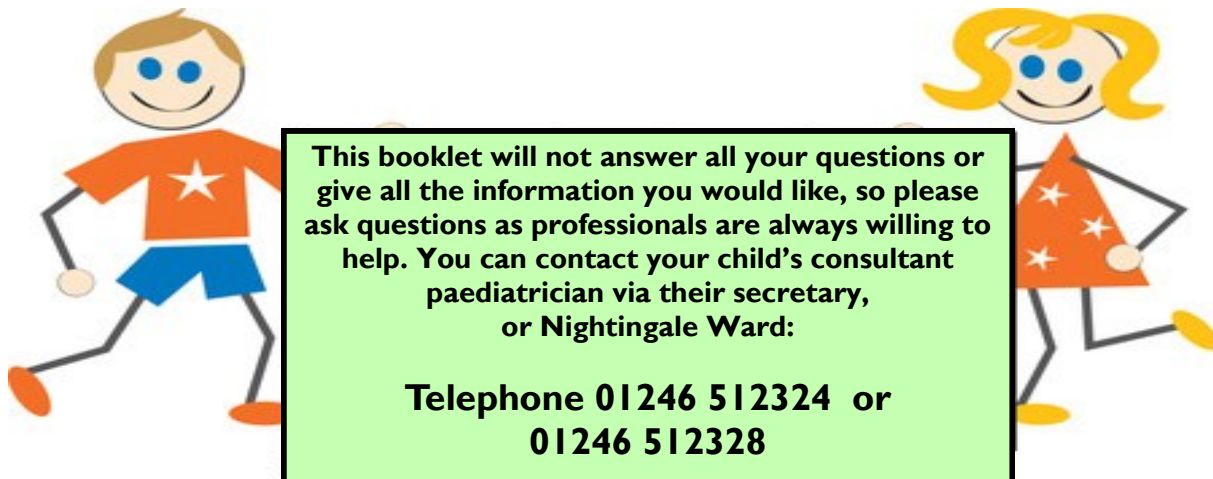 This booklet will not answer all your questions or
give all the information you would like, so please
ask questions as professionals are always willing to
help. You can contact your child’s consultant
paediatrician via their secretary,
or Nightingale Ward:
Telephone 01246 512324 or
01246 512328